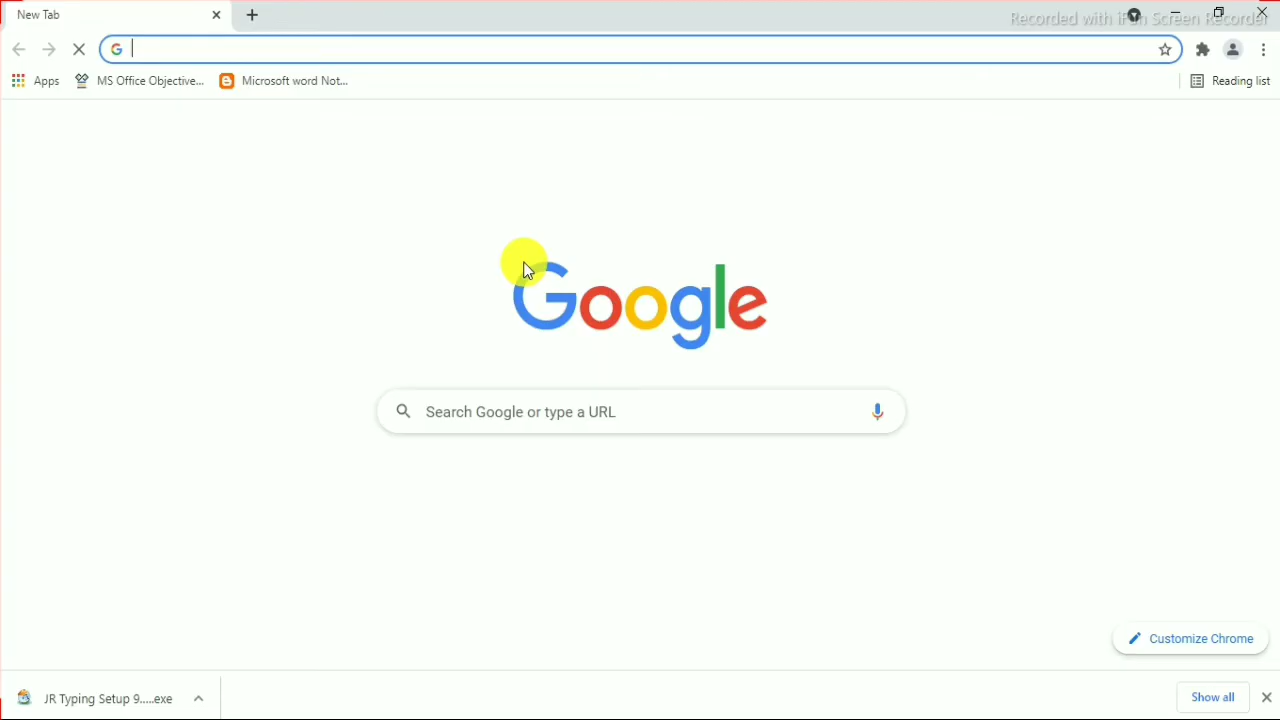 New Tab
Recorded with iFun Screen Recorder
Apps
MS Office Objective...
Microsoft word Not...
Reading list
Google
Search Google or type a URL
Customize Chrome
JR Typing Setup 9.....exe
Show all